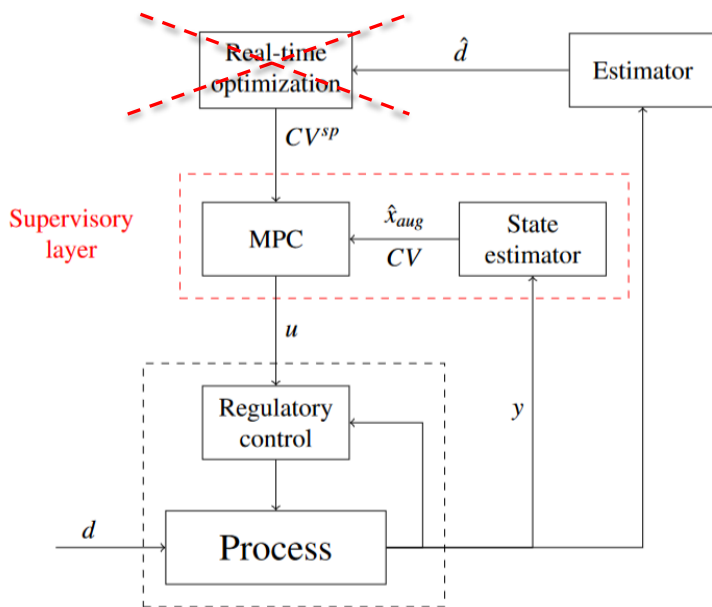 Real-time
optimization
d̂
Estimator
CV^sp
Supervisory
layer
MPC
x̂_aug
CV
State
estimator
u
Regulatory
control
y
d
Process